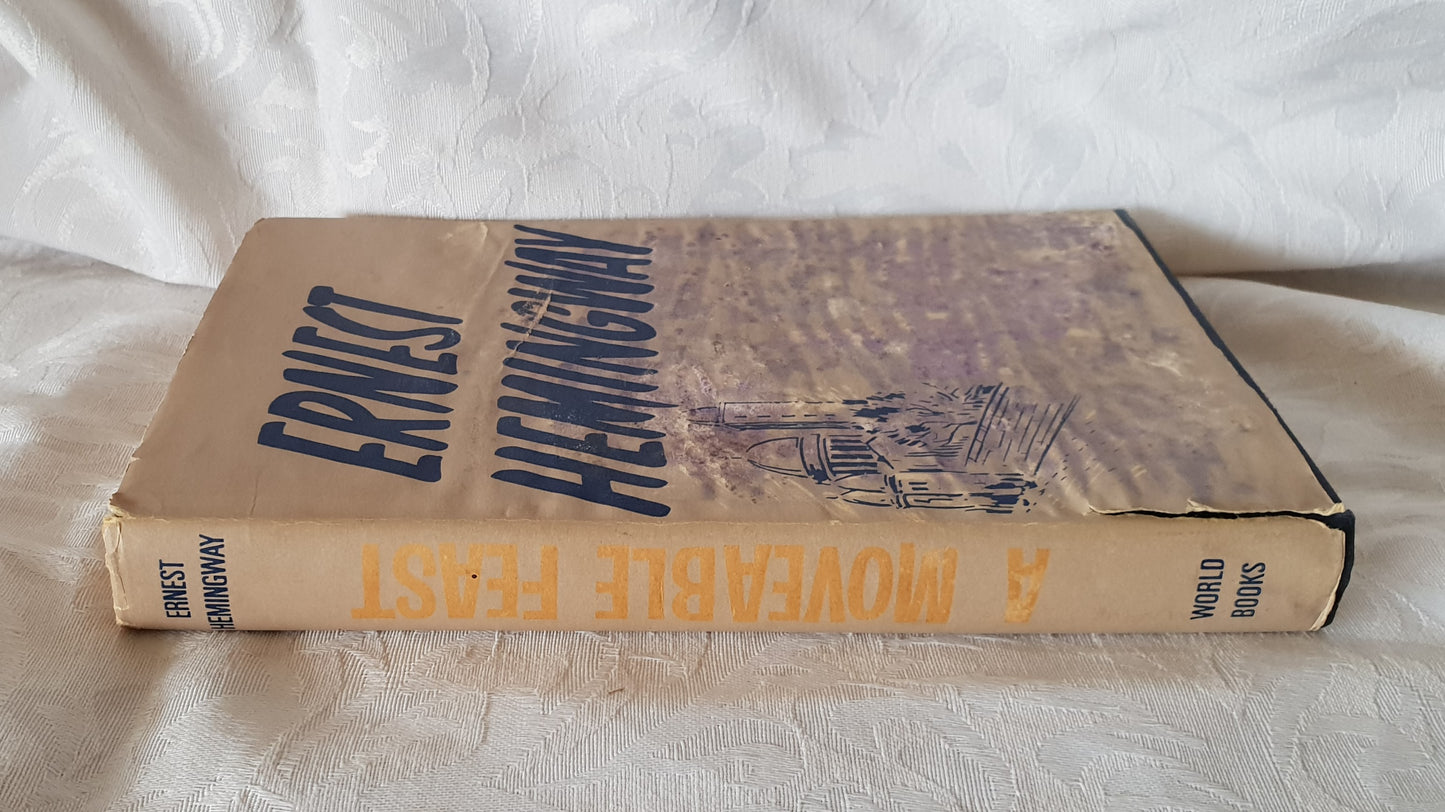 ERNEST
HEMINGWAY
ERNEST
HEMINGWAY
A MOVEABLE FEAST
WORLD
BOOKS